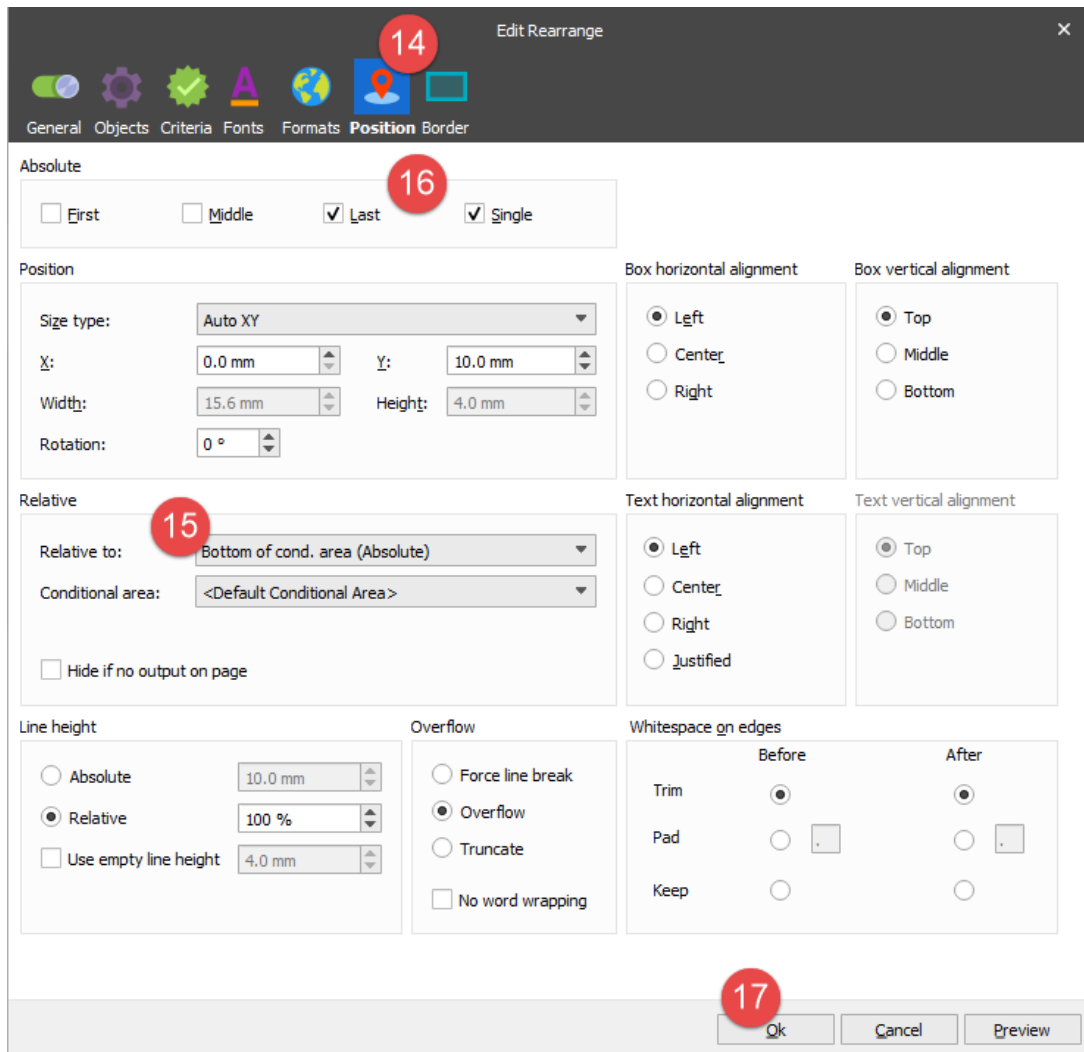 Edit Rearrange
14
General Objects Criteria Fonts Formats Position Border
Absolute
16
First Middle Last Single
Position
Size type: Auto XY
X: 0.0 mm Y: 10.0 mm
Width: 15.6 mm Height: 4.0 mm
Rotation: 0 °
Box horizontal alignment
Left
Center
Right
Box vertical alignment
Top
Middle
Bottom
Relative
15
Relative to: Bottom of cond. area (Absolute)
Conditional area: <Default Conditional Area>
Hide if no output on page
Text horizontal alignment
Left
Center
Right
Justified
Text vertical alignment
Top
Middle
Bottom
Line height
Absolute 10.0 mm
Relative 100 %
Use empty line height 4.0 mm
Overflow
Force line break
Overflow
Truncate
No word wrapping
Whitespace on edges
Before After
Trim
Pad . .
Keep
17
Ok Cancel Preview